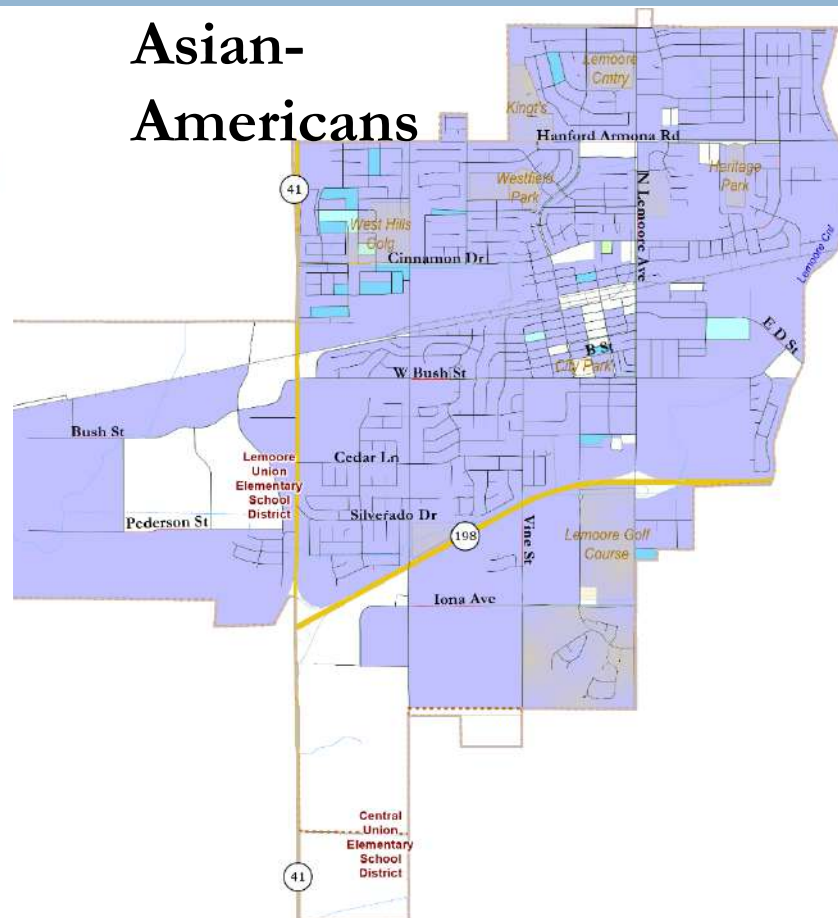 Asian-
Americans
Lemoore
Cmtry
King's
Hanford Armona Rd
41
Westfield
Park
N Lemoore Ave
Heritage
Park
West Hills
Golg
Cinnamon Dr
Lemoore Cnl
E D St
B St
City Park
W Bush St
Bush St
Cedar Ln
Lemoore
Union
Elementary
School
District
Pederson St
Silverado Dr
198
Vine St
Lemoore Golf
Course
Iona Ave
Central
Union
Elementary
School
District
41